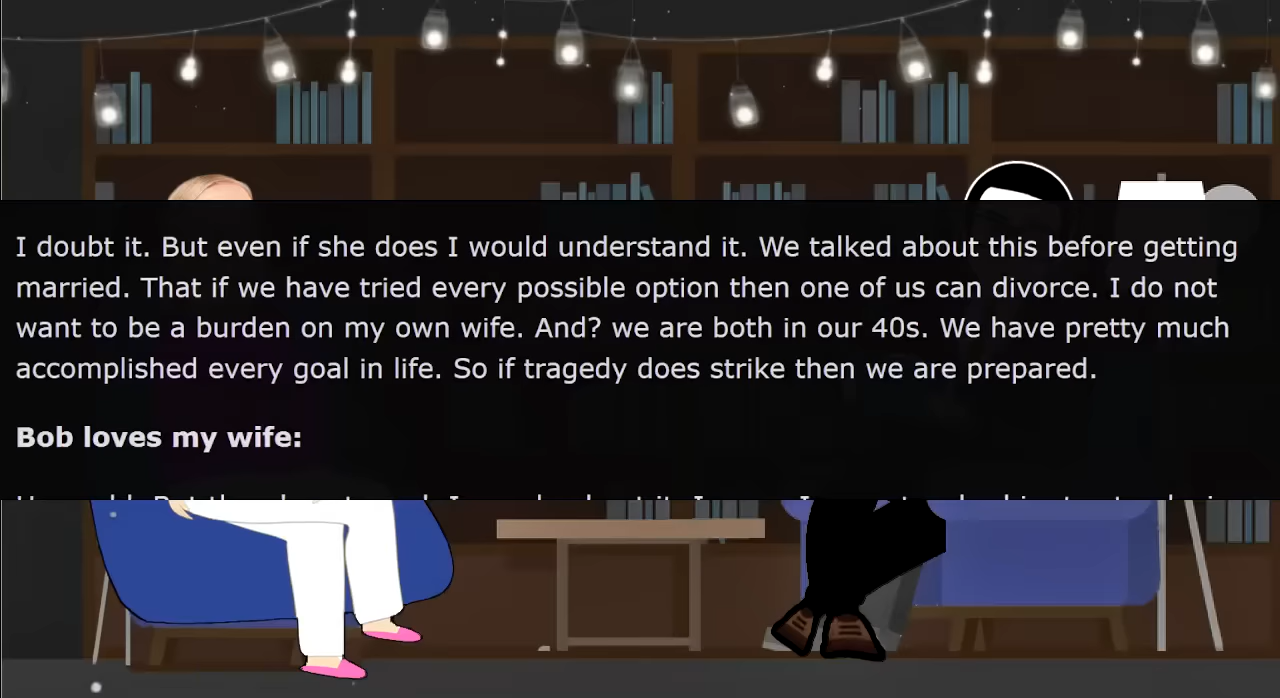 I doubt it. But even if she does I would understand it. We talked about this before getting
married. That if we have tried every possible option then one of us can divorce. I do not
want to be a burden on my own wife. And? we are both in our 40s. We have pretty much
accomplished every goal in life. So if tragedy does strike then we are prepared.
Bob loves my wife: